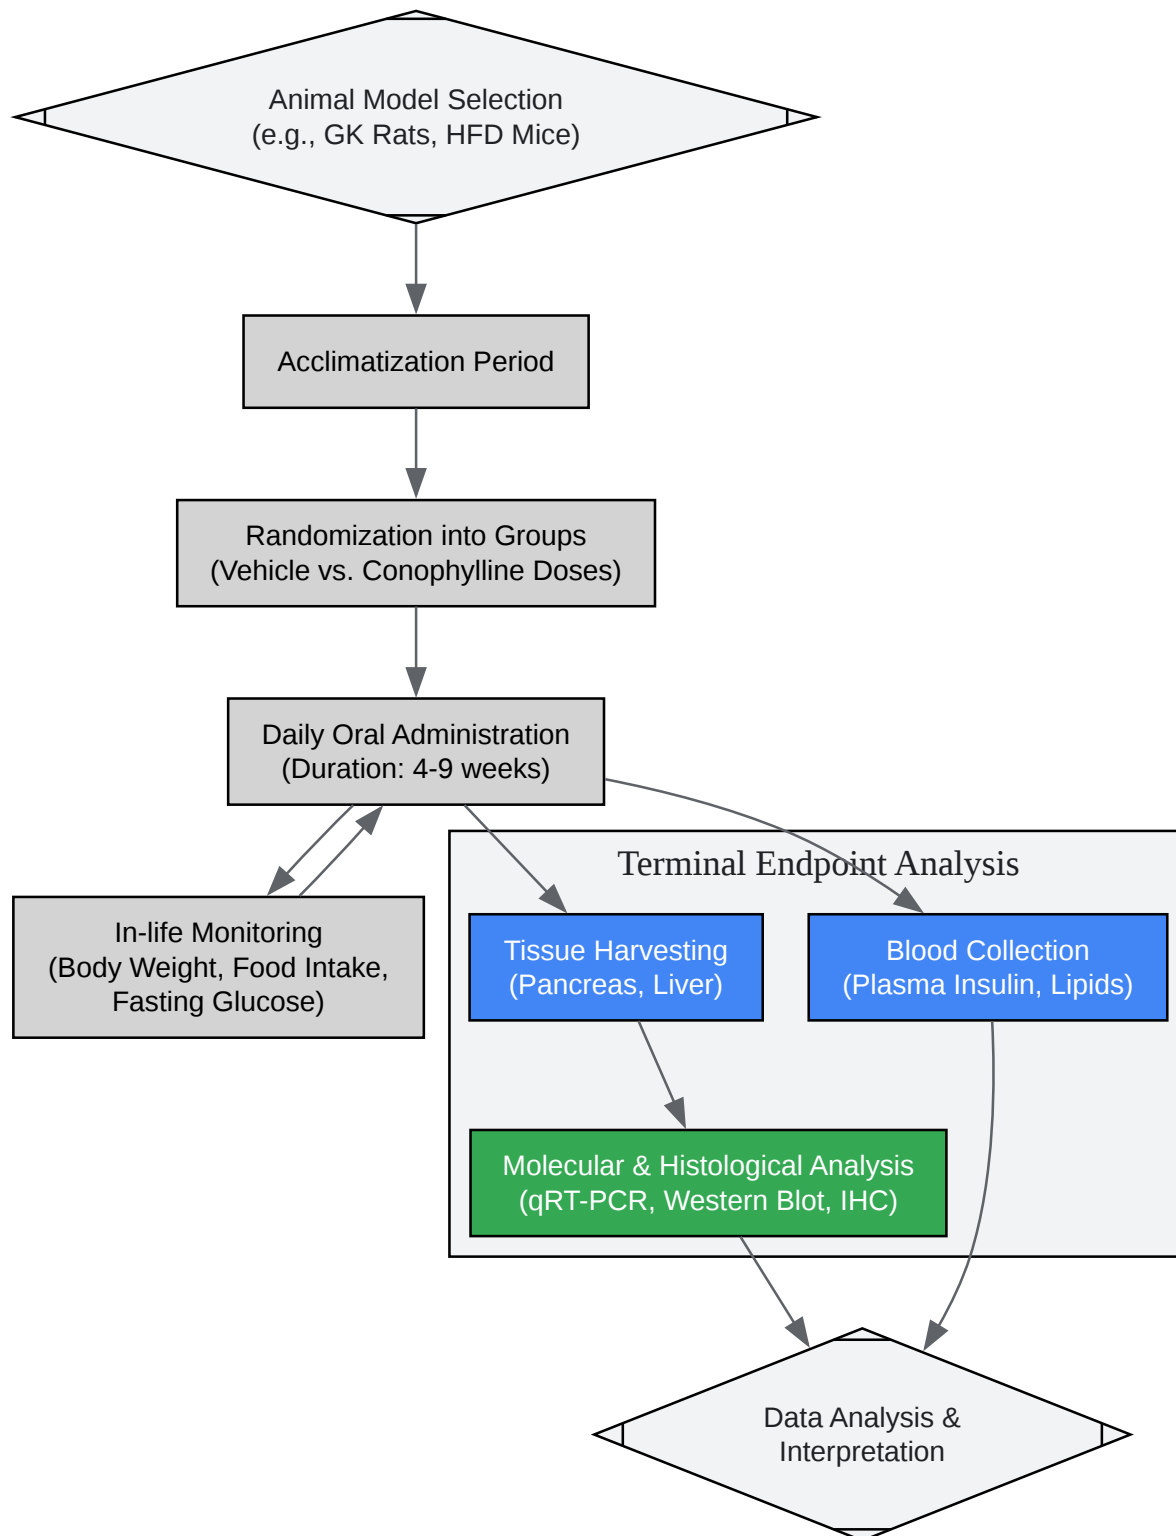 Animal Model Selection
(e.g., GK Rats, HFD Mice)
Acclimatization Period
Randomization into Groups
(Vehicle vs. Conophylline Doses)
Daily Oral Administration
(Duration: 4-9 weeks)
In-life Monitoring
(Body Weight, Food Intake,
Fasting Glucose)
Terminal Endpoint Analysis
Tissue Harvesting
(Pancreas, Liver)
Blood Collection
(Plasma Insulin, Lipids)
Molecular & Histological Analysis
(qRT-PCR, Western Blot, IHC)
Data Analysis &
Interpretation